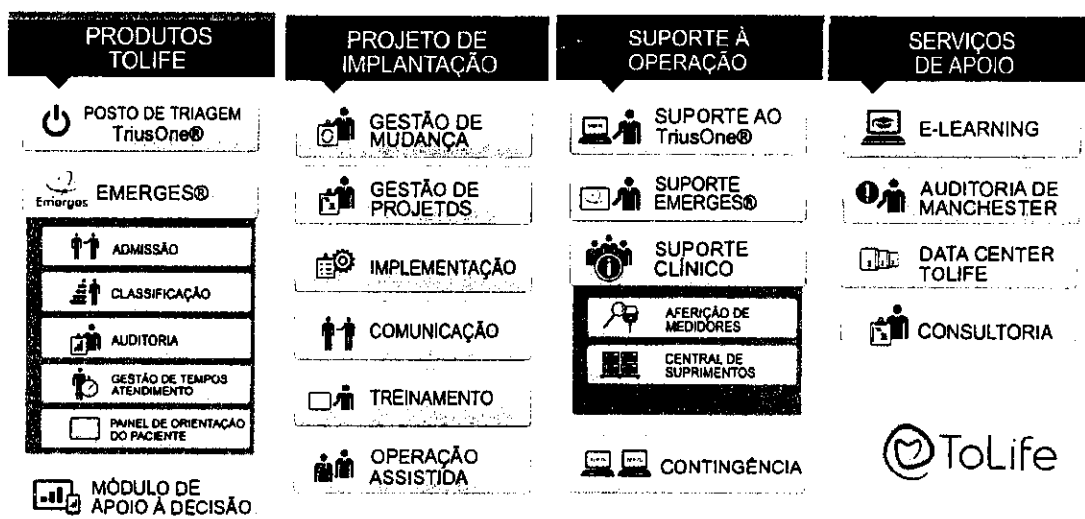 PRODUTOS
TOLIFE
POSTO DE TRIAGEM
TriusOne®
Emerges
EMERGES®
ADMISSÃO
CLASSIFICAÇÃO
AUDITORIA
GESTÃO DE TEMPOS
ATENDIMENTO
PAINEL DE ORIENTAÇÃO
DO PACIENTE
MÓDULO DE
APOIO À DECISÃO
PROJETO DE
IMPLANTAÇÃO
GESTÃO DE
MUDANÇA
GESTÃO DE
PROJETOS
IMPLEMENTAÇÃO
COMUNICAÇÃO
TREINAMENTO
OPERAÇÃO
ASSISTIDA
SUPORTE À
OPERAÇÃO
SUPORTE AO
TriusOne®
SUPORTE
EMERGES®
SUPORTE
CLÍNICO
AFERIÇÃO DE
MEDIDORES
CENTRAL DE
SUPRIMENTOS
CONTINGÊNCIA
SERVIÇOS
DE APOIO
E-LEARNING
AUDITORIA DE
MANCHESTER
DATA CENTER
TOLIFE
CONSULTORIA
ToLife